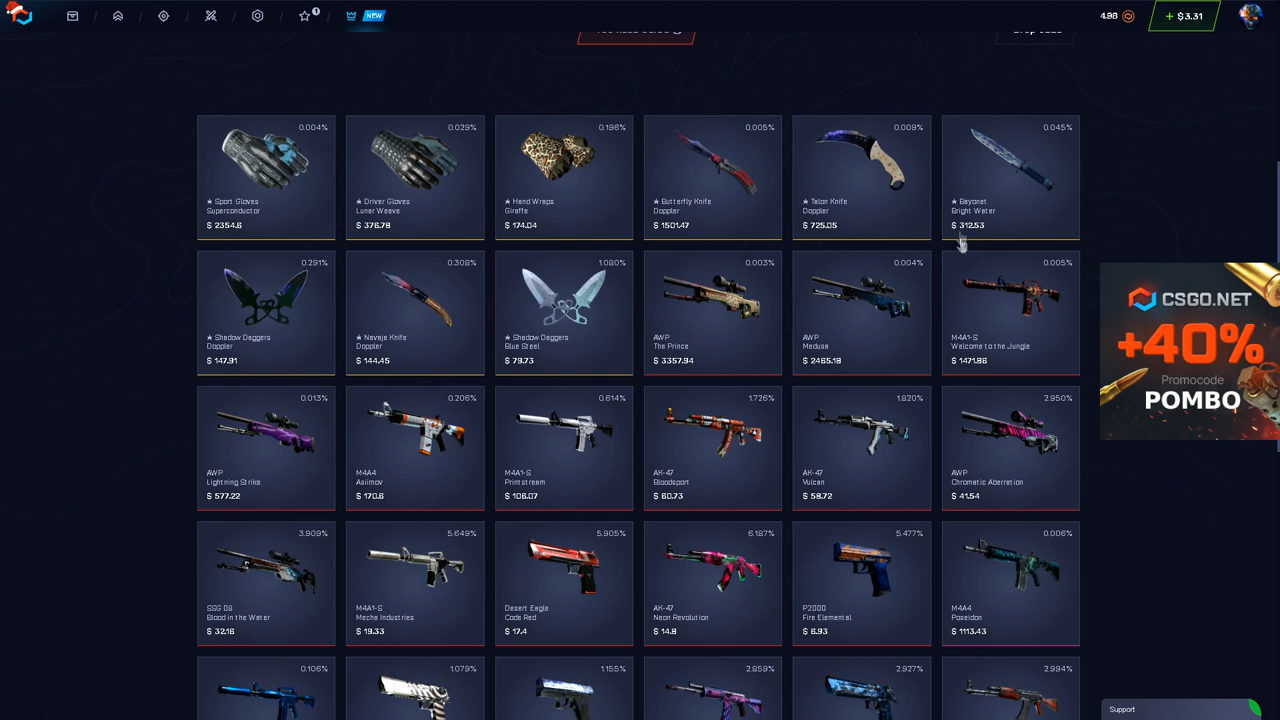 1
NEW
4.98
+ $3.31
0.004%
★ Sport Gloves
Superconductor
$ 2354.6
0.029%
★ Driver Gloves
Lunar Weave
$ 376.78
0.196%
★ Hand Wraps
Giraffe
$ 174.04
0.005%
★ Butterfly Knife
Doppler
$ 1501.47
0.009%
★ Talon Knife
Doppler
$ 725.05
0.045%
★ Bayonet
Bright Water
$ 312.53
0.291%
★ Shadow Daggers
Doppler
$ 147.91
0.308%
★ Navaja Knife
Doppler
$ 144.45
1.080%
★ Shadow Daggers
Blue Steel
$ 79.73
0.003%
AWP
The Prince
$ 3357.94
0.004%
AWP
Medusa
$ 2465.19
0.005%
M4A1-S
Welcome to the Jungle
$ 1471.86
CSGO.NET
+40%
Promocode
POMBO
0.013%
AWP
Lightning Strike
$ 577.22
0.206%
M4A4
Asiimov
$ 170.6
0.614%
M4A1-S
Printstream
$ 106.07
1.726%
AK-47
Bloodsport
$ 60.73
1.820%
AK-47
Vulcan
$ 58.72
2.950%
AWP
Chromatic Aberration
$ 41.54
3.909%
SSG 08
Blood in the Water
$ 32.16
5.649%
M4A1-S
Mecha Industries
$ 19.33
5.905%
Desert Eagle
Code Red
$ 17.4
6.187%
AK-47
Neon Revolution
$ 14.8
5.477%
P2000
Fire Elemental
$ 6.93
0.006%
M4A4
Poseidon
$ 1113.43
0.106%
1.079%
1.155%
2.859%
2.927%
2.994%
Support